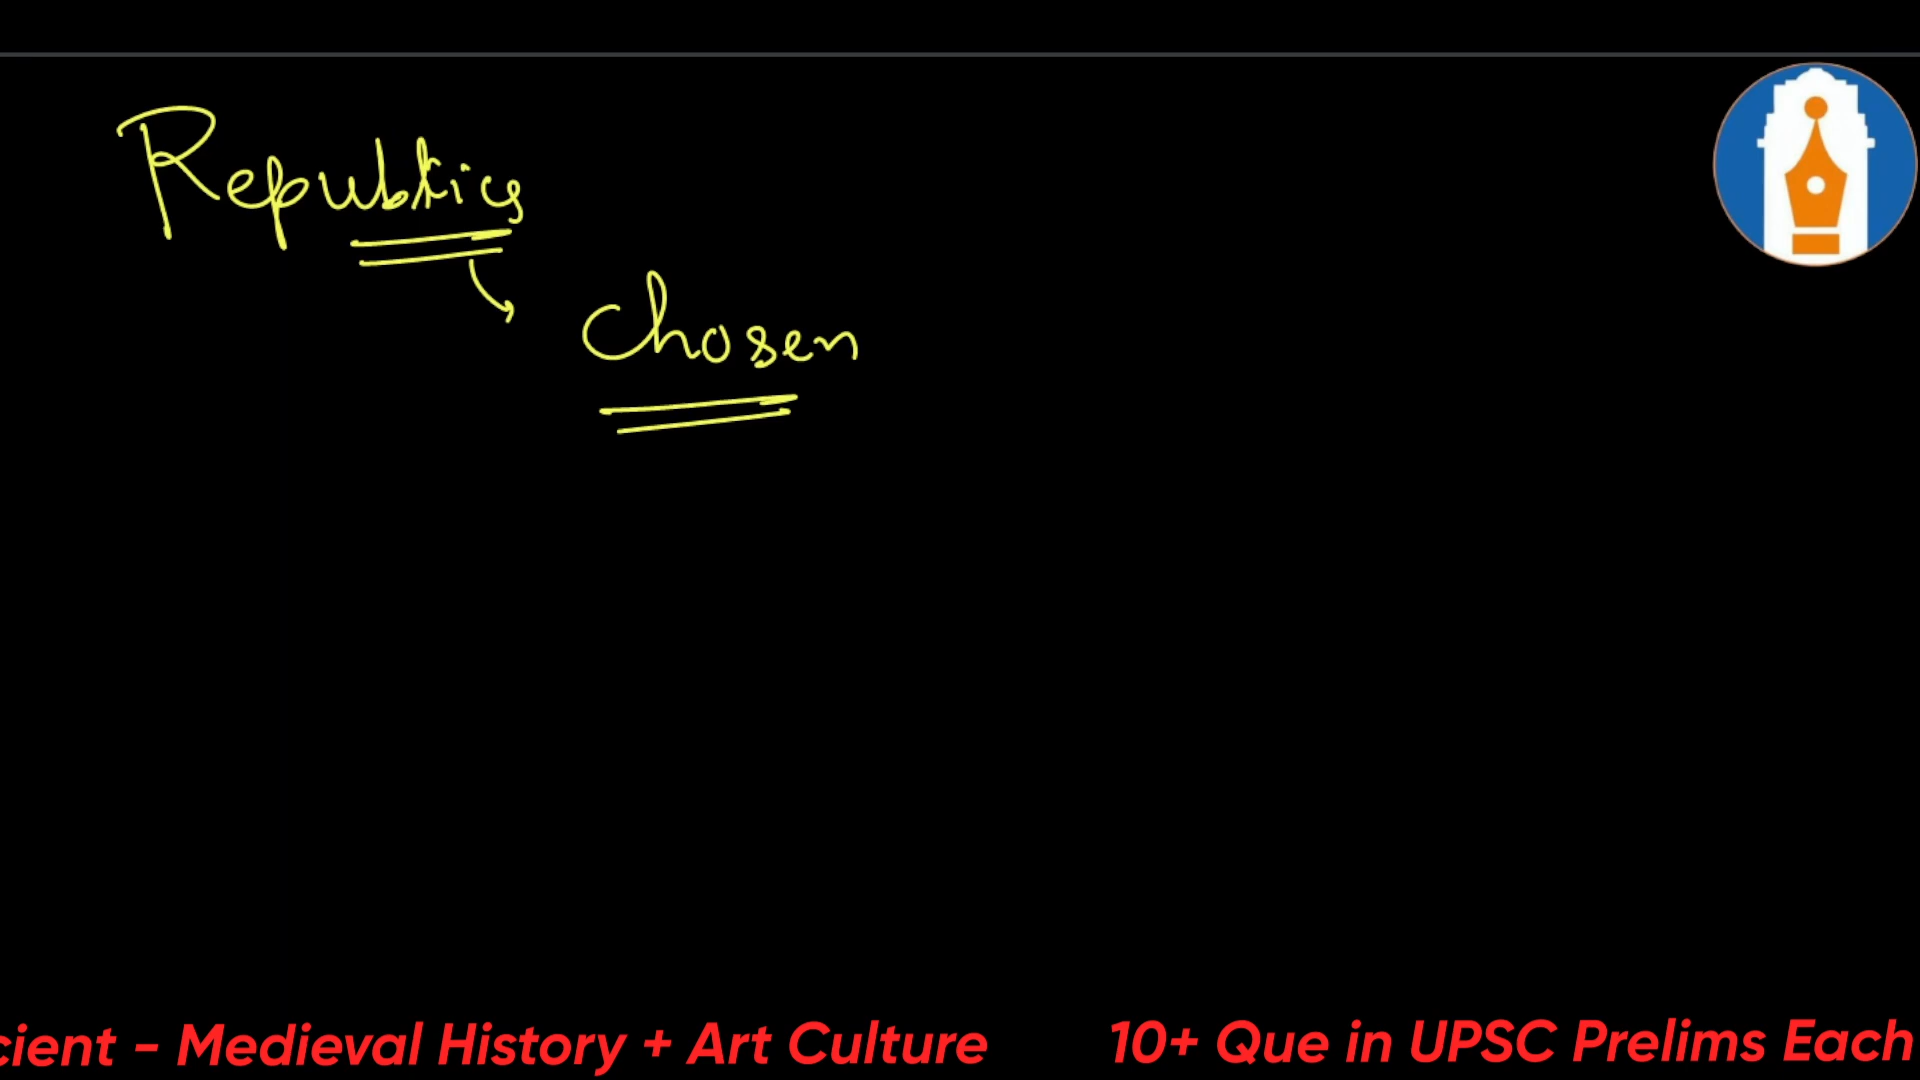 Republics
Chosen
cient - Medieval History + Art Culture 10+ Que in UPSC Prelims Each